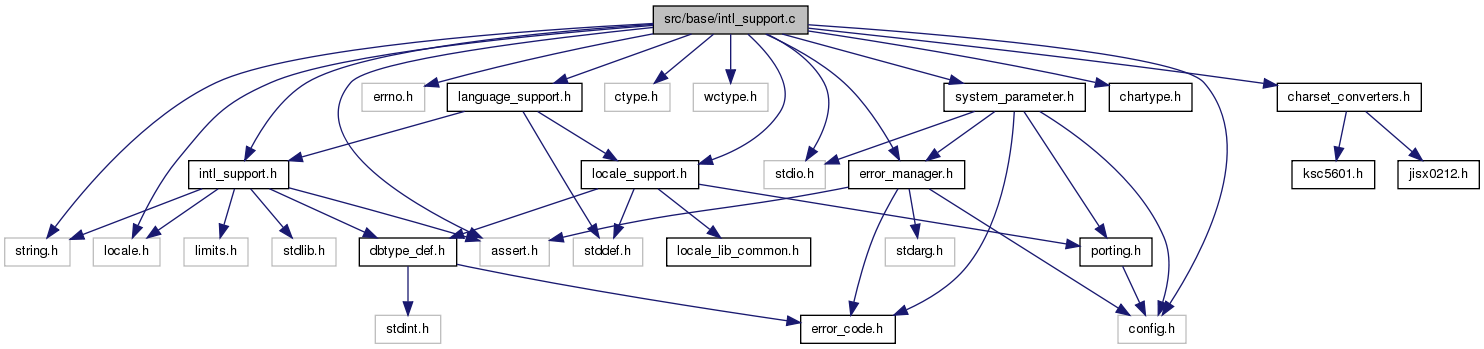 src/base/intl_support.c
errno.h
language_support.h
ctype.h
wctype.h
system_parameter.h
chartype.h
charset_converters.h
intl_support.h
locale_support.h
stdio.h
error_manager.h
ksc5601.h
jisx0212.h
string.h
locale.h
limits.h
stdlib.h
dbtype_def.h
assert.h
stddef.h
locale_lib_common.h
stdarg.h
porting.h
stdint.h
error_code.h
config.h